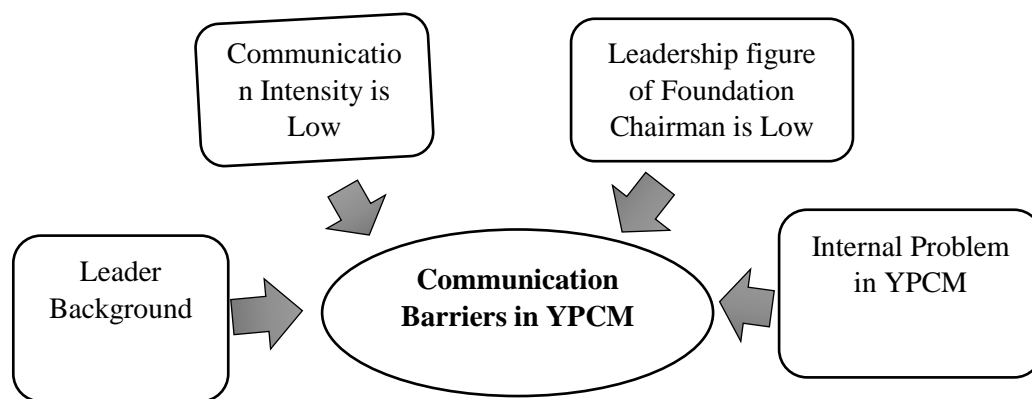 Communicatio
n Intensity is
Low
Leadership figure
of Foundation
Chairman is Low
Leader
Background
Communication
Barriers in YPCM
Internal Problem
in YPCM